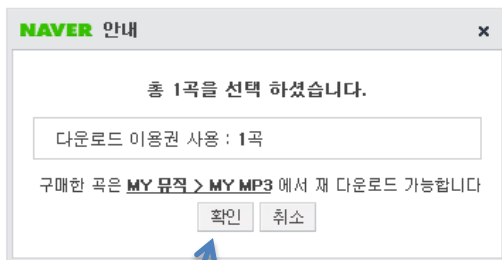 NAVER 안내
총 1곡을 선택 하셨습니다.
다운로드 이용권 사용 : 1곡
구매한 곡은 MY 뮤직 > MY MP3 에서 재 다운로드 가능합니다
확인 취소